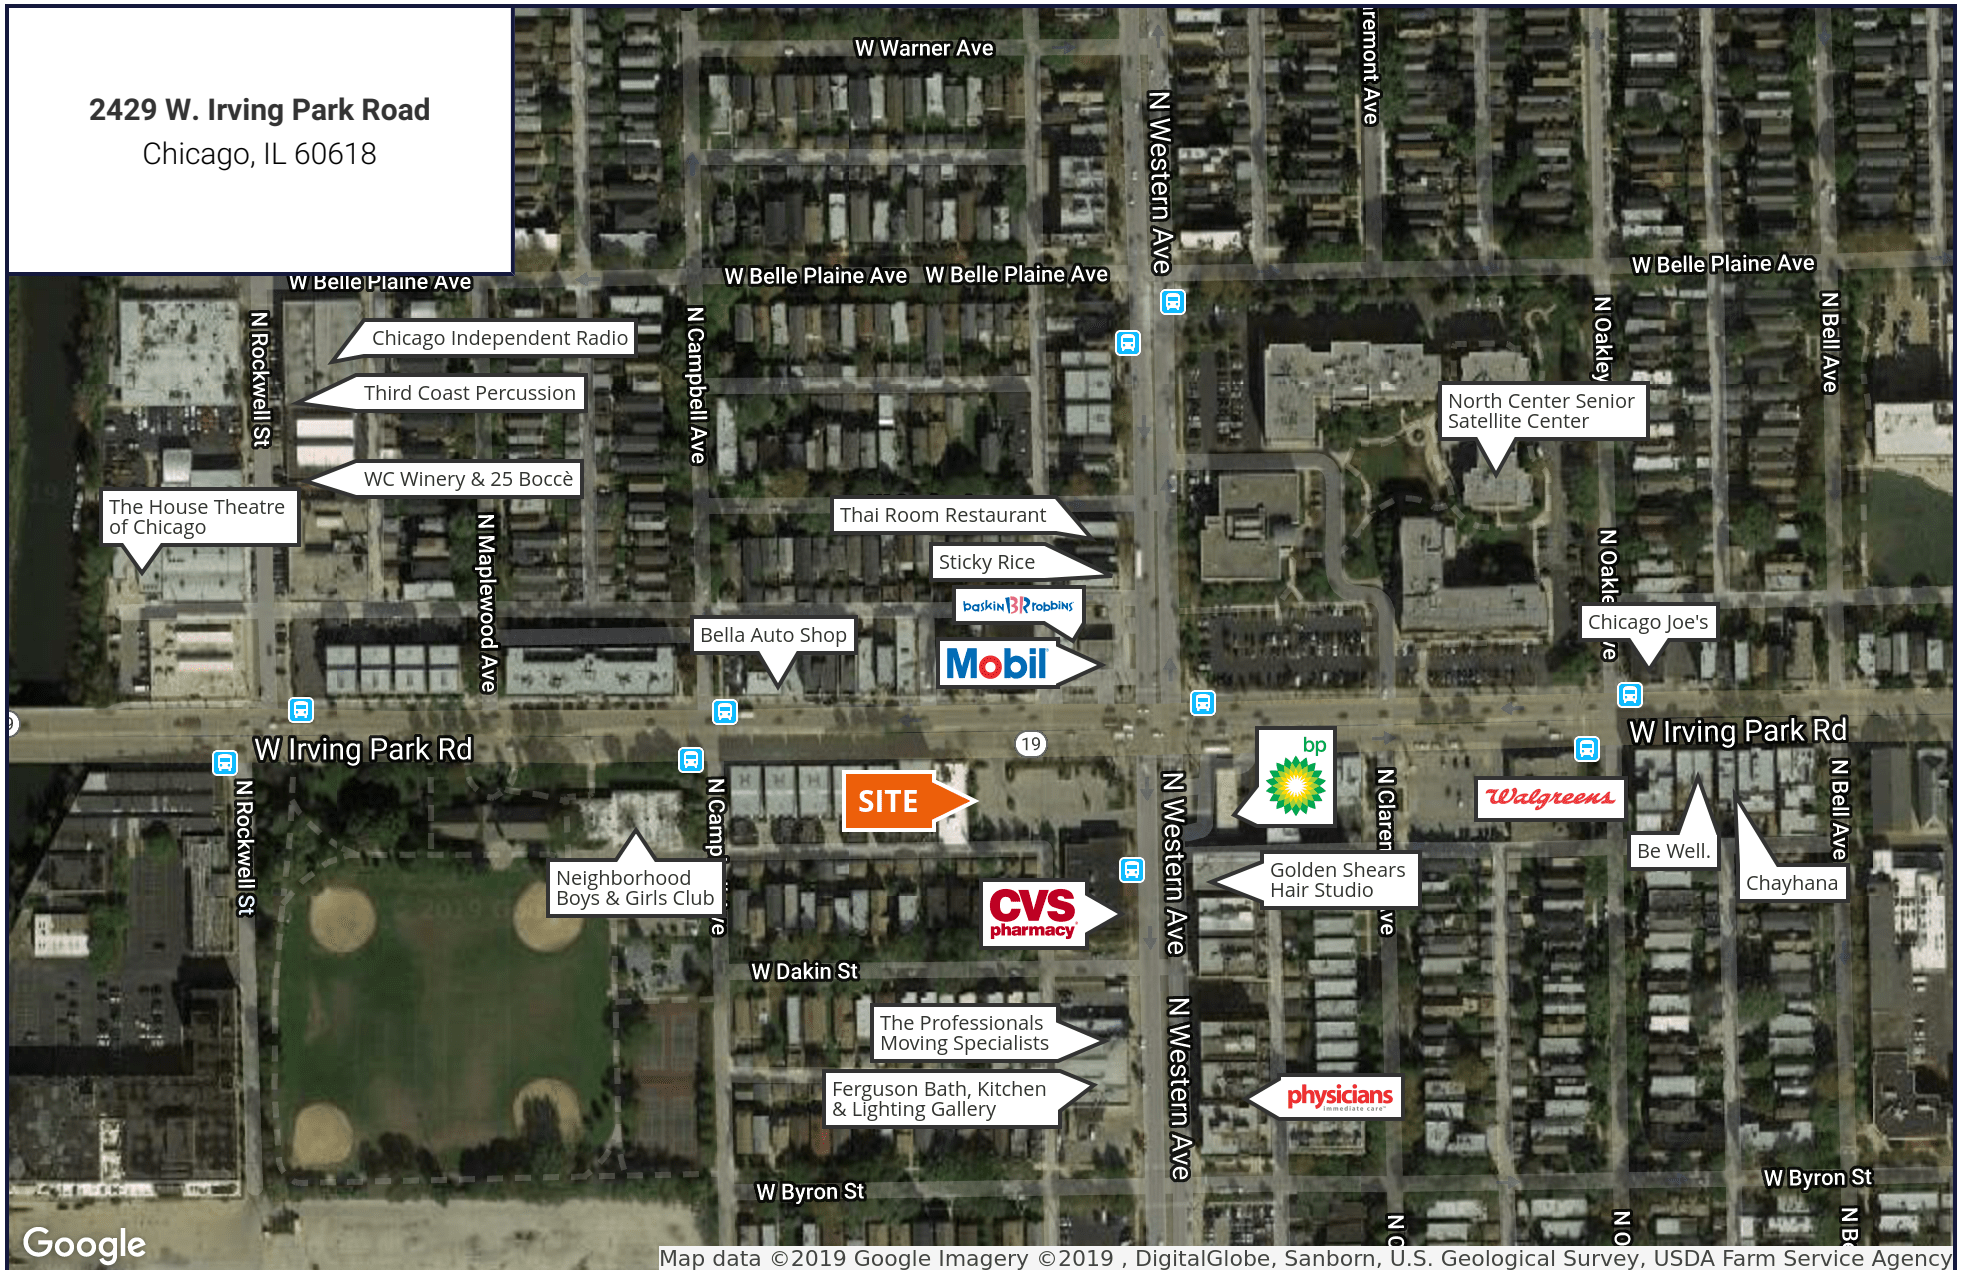 2429 W. Irving Park Road
Chicago, IL 60618
W Warner Ave
N Western Ave
W Belle Plaine Ave
W Belle Plaine Ave
W Belle Plaine Ave
W Belle Plaine Ave
N Rockwell St
N Campbell Ave
N Oakley
N Bell Ave
Chicago Independent Radio
Third Coast Percussion
North Center Senior
Satellite Center
WC Winery & 25 Boccè
The House Theatre
of Chicago
N Maplewood Ave
Thai Room Restaurant
Sticky Rice
baskin BR robbins
Bella Auto Shop
Mobil
Chicago Joe's
W Irving Park Rd
19
W Irving Park Rd
bp
SITE
Walgreens
N Rockwell St
N Western Ave
N Bell Ave
Be Well.
Chayhana
Neighborhood
Boys & Girls Club
Golden Shears
Hair Studio
CVS
pharmacy
W Dakin St
The Professionals
Moving Specialists
N Western Ave
Ferguson Bath, Kitchen
& Lighting Gallery
physicians
immediate care
W Byron St
W Byron St
Google
Map data ©2019 Google Imagery ©2019 , DigitalGlobe, Sanborn, U.S. Geological Survey, USDA Farm Service Agency